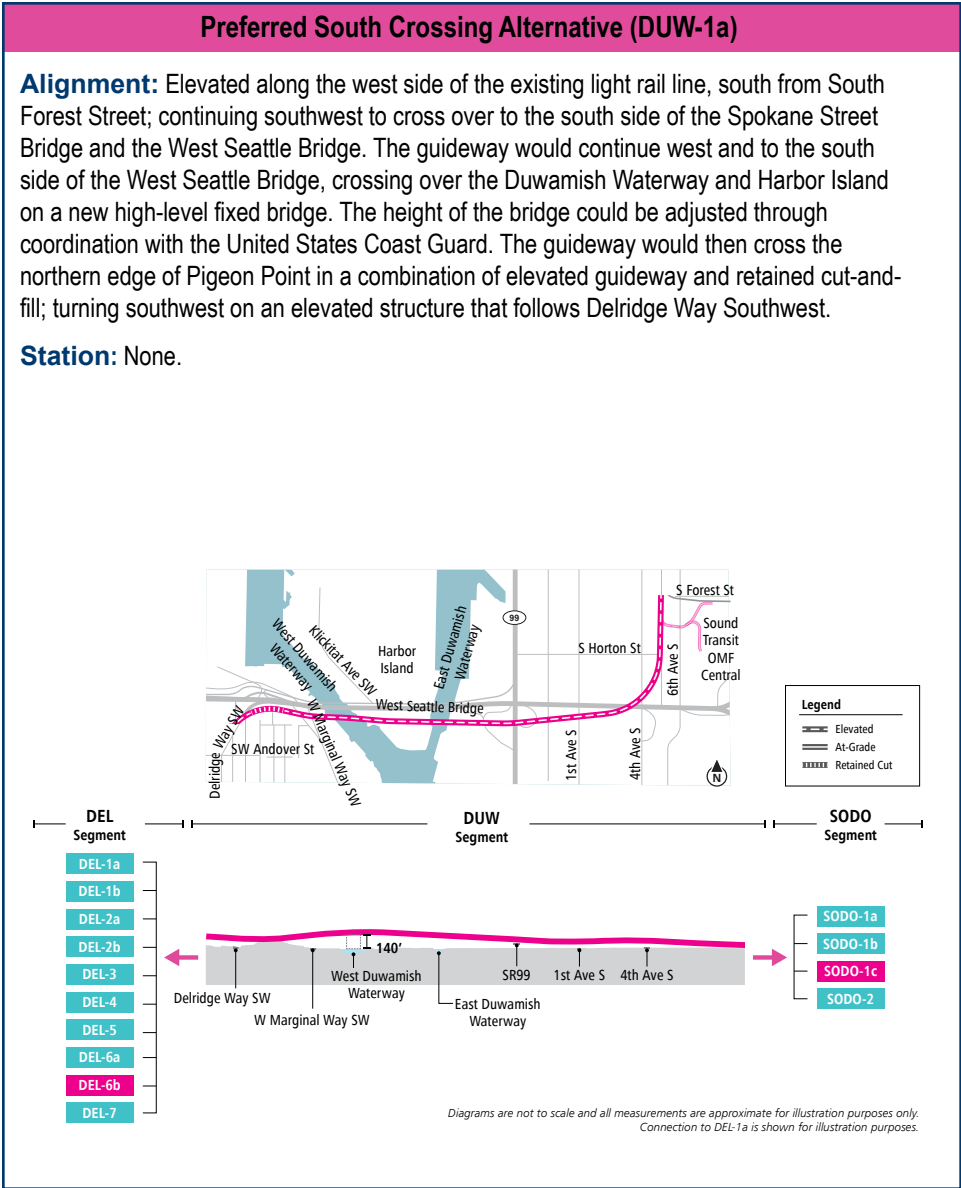 Preferred South Crossing Alternative (DUW-1a)
Alignment: Elevated along the west side of the existing light rail line, south from South
Forest Street; continuing southwest to cross over to the south side of the Spokane Street
Bridge and the West Seattle Bridge. The guideway would continue west and to the south
side of the West Seattle Bridge, crossing over the Duwamish Waterway and Harbor Island
on a new high-level fixed bridge. The height of the bridge could be adjusted through
coordination with the United States Coast Guard. The guideway would then cross the
northern edge of Pigeon Point in a combination of elevated guideway and retained cut-and-
fill; turning southwest on an elevated structure that follows Delridge Way Southwest.
Station: None.
S Forest St
Sound
Transit
OMF
Central
99
S Horton St
6th Ave S
Klickitat Ave SW
Harbor
Island
East Duwamish
Waterway
West Duwamish
Waterway
West Seattle Bridge
W Marginal Way SW
Delridge Way SW
SW Andover St
1st Ave S
4th Ave S
N
Legend
Elevated
At-Grade
Retained Cut
DEL
Segment
DUW
Segment
SODO
Segment
DEL-1a
DEL-1b
DEL-2a
DEL-2b
DEL-3
DEL-4
DEL-5
DEL-6a
DEL-6b
DEL-7
140'
Delridge Way SW
W Marginal Way SW
West Duwamish
Waterway
East Duwamish
Waterway
SR99
1st Ave S
4th Ave S
SODO-1a
SODO-1b
SODO-1c
SODO-2
Diagrams are not to scale and all measurements are approximate for illustration purposes only.
Connection to DEL-1a is shown for illustration purposes.